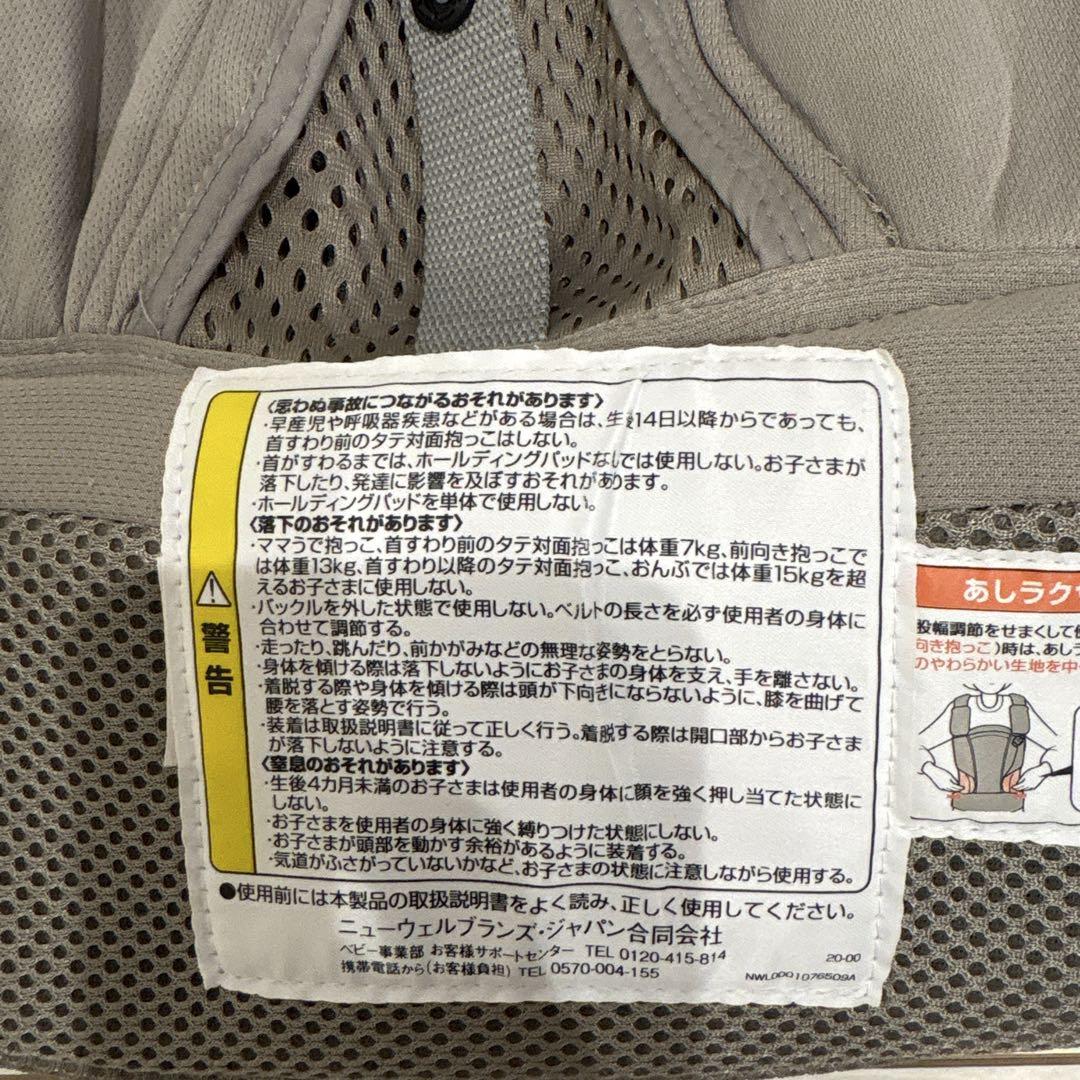 〈思わぬ事故につながるおそれがあります〉
・早産児や呼吸器疾患などがある場合は、生後14日以降からであっても、
首すわり前のタテ対面抱っこはしない。
・首がすわるまでは、ホールディングパッドなしでは使用しない。お子さまが
落下したり、発達に影響を及ぼすおそれがあります。
・ホールディングパッドを単体で使用しない。
〈落下のおそれがあります〉
・ママうで抱っこ、首すわり前のタテ対面抱っこは体重7kg、前向き抱っこで
は体重13kg、首すわり以降のタテ対面抱っこ、おんぶでは体重15kgを超
えるお子さまに使用しない。
・バックルを外した状態で使用しない。ベルトの長さを必ず使用者の身体に
合わせて調節する。
・走ったり、跳んだり、前かがみなどの無理な姿勢をとらない。
・身体を傾ける際は落下しないようにお子さまの身体を支え、手を離さない。
・着脱する際や身体を傾ける際は頭が下向きにならないように、膝を曲げて
腰を落とす姿勢で行う。
・装着は取扱説明書に従って正しく行う。着脱する際は開口部からお子さま
が落下しないように注意する。
〈窒息のおそれがあります〉
・生後4カ月未満のお子さまは使用者の身体に顔を強く押し当てた状態に
しない。
・お子さまを使用者の身体に強く縛りつけた状態にしない。
・お子さまが頭部を動かす余裕があるように装着する。
・気道がふさがっていないかなど、お子さまの状態に注意しながら使用する。
警告
●使用前には本製品の取扱説明書をよく読み、正しく使用してください。
ニューウェルブランズ・ジャパン合同会社
ベビー事業部 お客様サポートセンター TEL 0120-415-814
携帯電話から(お客様負担) TEL 0570-004-155
20-00
NWL0001076509A
あしラク
股幅調節をせまくして
向き抱っこ)時は、あし
のやわらかい生地を中